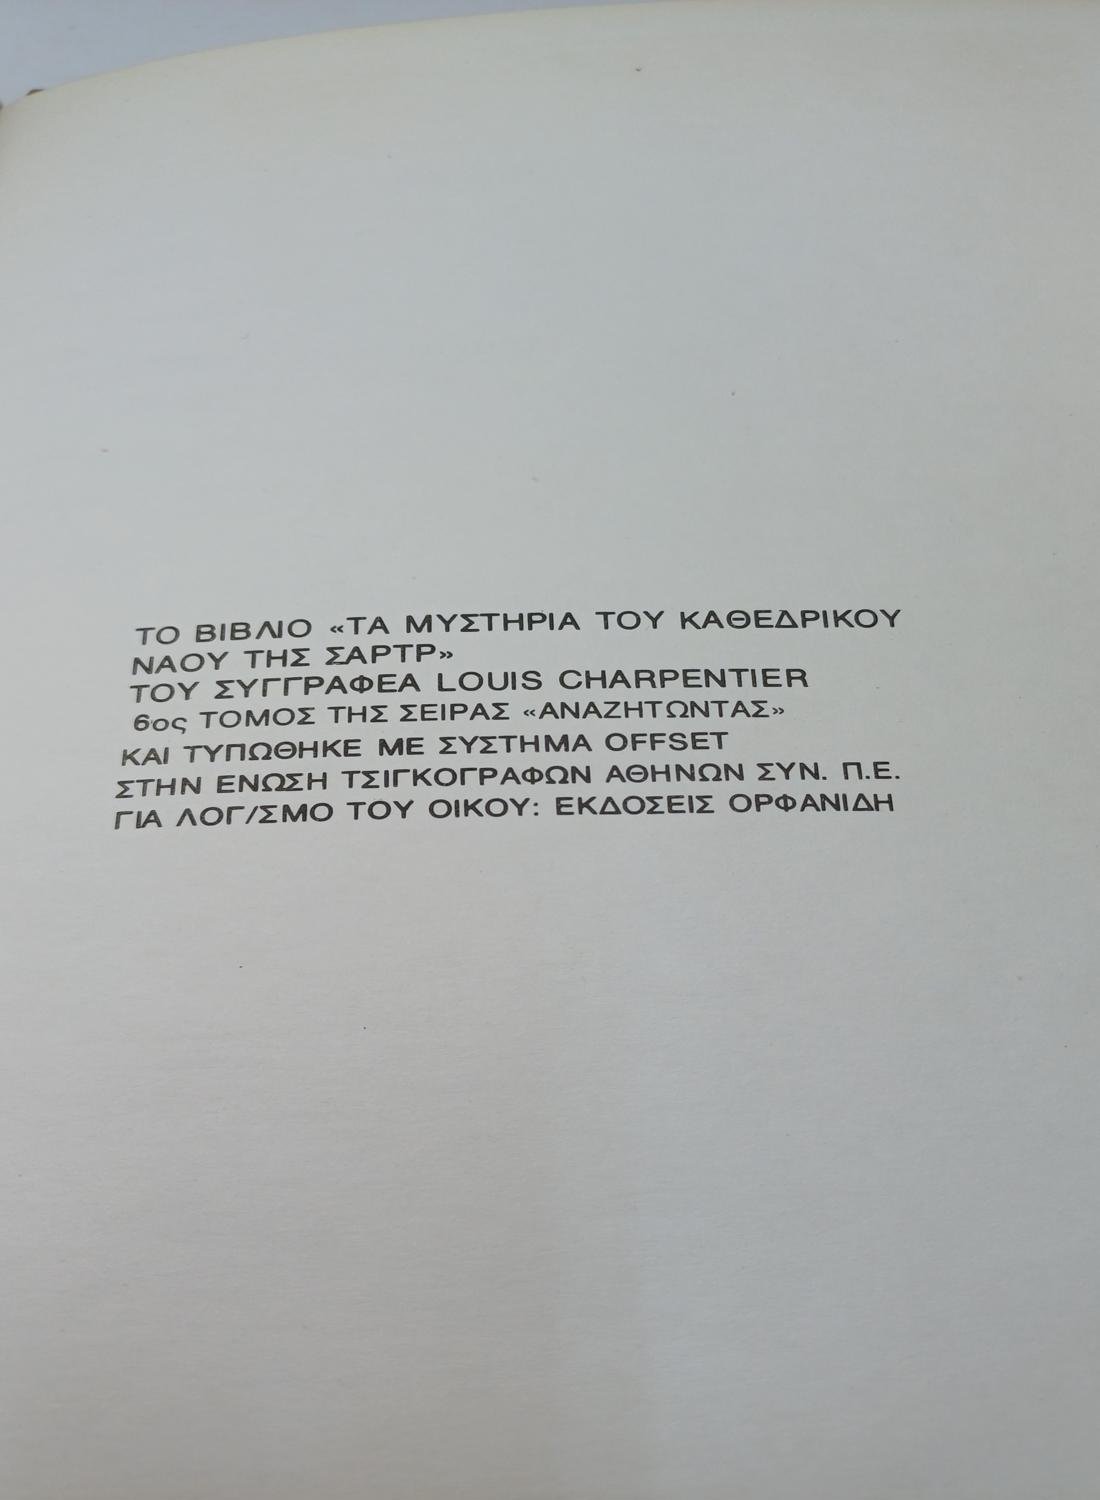 ΤΟ ΒΙΒΛΙΟ «ΤΑ ΜΥΣΤΗΡΙΑ ΤΟΥ ΚΑΘΕΔΡΙΚΟΥ
ΝΑΟΥ ΤΗΣ ΣΑΡΤΡ»
ΤΟΥ ΣΥΓΓΡΑΦΕΑ LOUIS CHARPENTIER
6ος ΤΟΜΟΣ ΤΗΣ ΣΕΙΡΑΣ «ΑΝΑΖΗΤΩΝΤΑΣ»
ΚΑΙ ΤΥΠΩΘΗΚΕ ΜΕ ΣΥΣΤΗΜΑ OFFSET
ΣΤΗΝ ΕΝΩΣΗ ΤΣΙΓΚΟΓΡΑΦΩΝ ΑΘΗΝΩΝ ΣΥΝ. Π.Ε.
ΓΙΑ ΛΟΓ/ΣΜΟ ΤΟΥ ΟΙΚΟΥ: ΕΚΔΟΣΕΙΣ ΟΡΦΑΝΙΔΗ